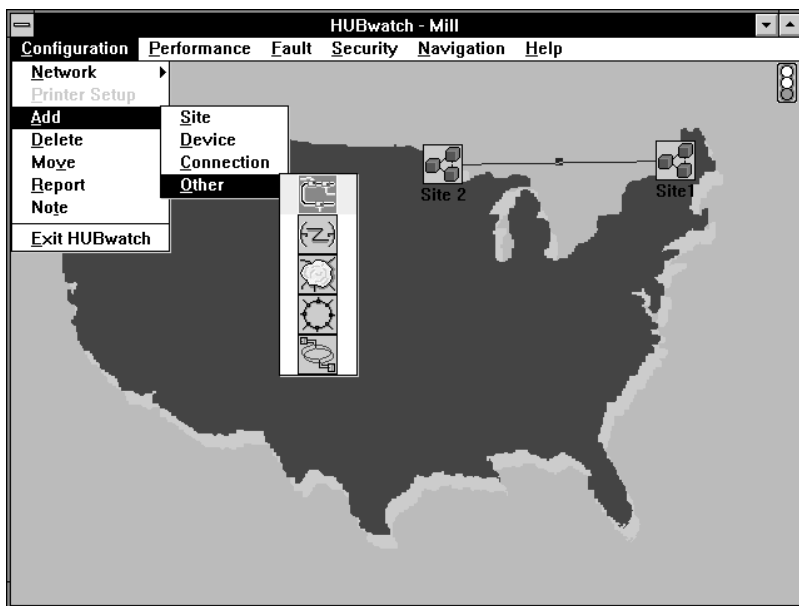 HUBwatch - Mill
Configuration Performance Fault Security Navigation Help
Network
Printer Setup
Add
Delete
Move
Report
Note
Exit HUBwatch
Site
Device
Connection
Other
Z
Site 2
Site1